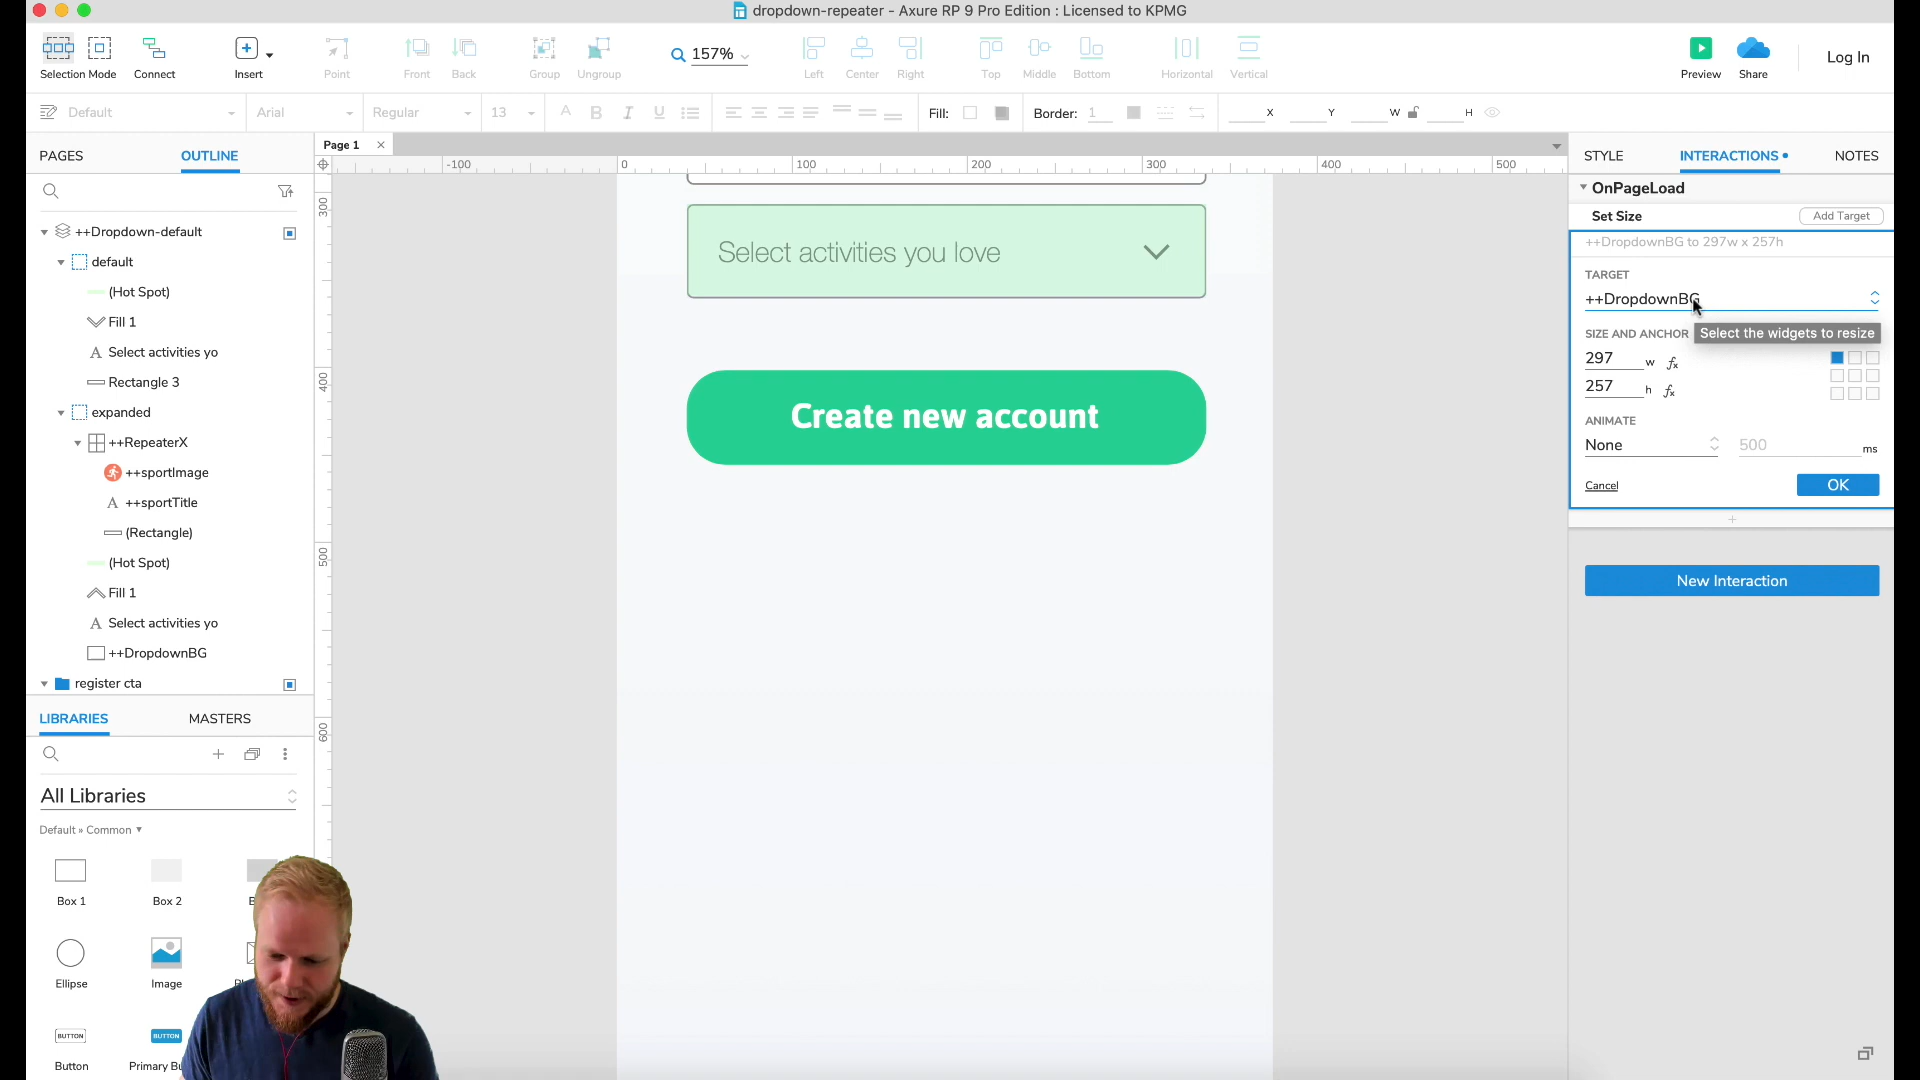 dropdown-repeater - Axure RP 9 Pro Edition : Licensed to KPMG
Selection Mode
Connect
Insert
Point
Front
Back
Group
Ungroup
157%
Left
Center
Right
Top
Middle
Bottom
Horizontal
Vertical
Preview
Share
Log In
Default
Arial
Regular
13
Fill:
Border:
1
X
Y
W
H
PAGES
OUTLINE
Page 1
-100
0
100
200
300
400
500
STYLE
INTERACTIONS
NOTES
++Dropdown-default
default
(Hot Spot)
Fill 1
Select activities yo
Rectangle 3
expanded
++RepeaterX
++sportImage
++sportTitle
(Rectangle)
(Hot Spot)
Fill 1
Select activities yo
++DropdownBG
register cta
300
400
500
600
Select activities you love
Create new account
OnPageLoad
Set Size
Add Target
++DropdownBG to 297w x 257h
TARGET
++DropdownBG
SIZE AND ANCHOR
Select the widgets to resize
297
w
fx
257
h
fx
ANIMATE
None
500
ms
Cancel
OK
New Interaction
LIBRARIES
MASTERS
All Libraries
Default » Common
Box 1
Box 2
Ellipse
Image
BUTTON
BUTTON
Button
Primary Bu